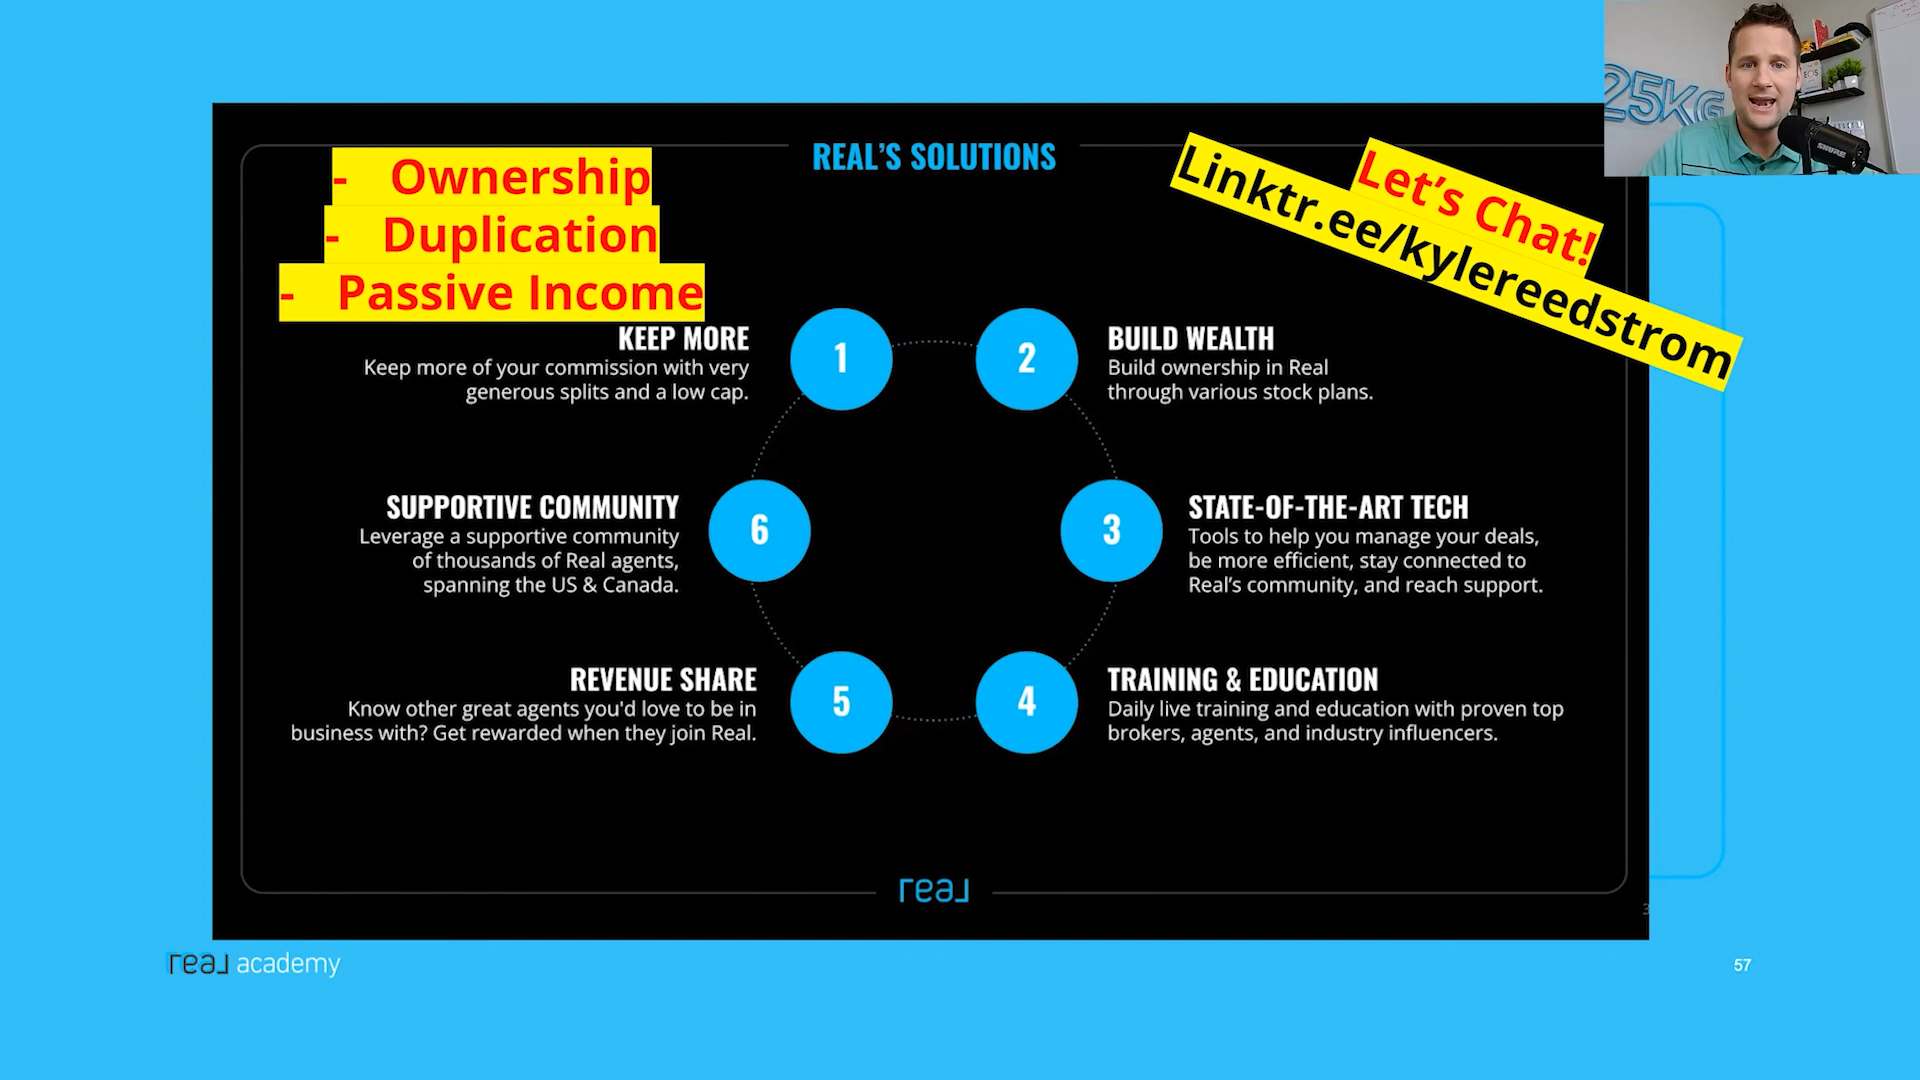 REAL'S SOLUTIONS
- Ownership
- Duplication
- Passive Income
Let's Chat!
Linktr.ee/kylereedstrom
25KG
SHURE
1
KEEP MORE
Keep more of your commission with very
generous splits and a low cap.
2
BUILD WEALTH
Build ownership in Real
through various stock plans.
3
STATE-OF-THE-ART TECH
Tools to help you manage your deals,
be more efficient, stay connected to
Real's community, and reach support.
4
TRAINING & EDUCATION
Daily live training and education with proven top
brokers, agents, and industry influencers.
5
REVENUE SHARE
Know other great agents you'd love to be in
business with? Get rewarded when they join Real.
6
SUPPORTIVE COMMUNITY
Leverage a supportive community
of thousands of Real agents,
spanning the US & Canada.
real
real academy
57